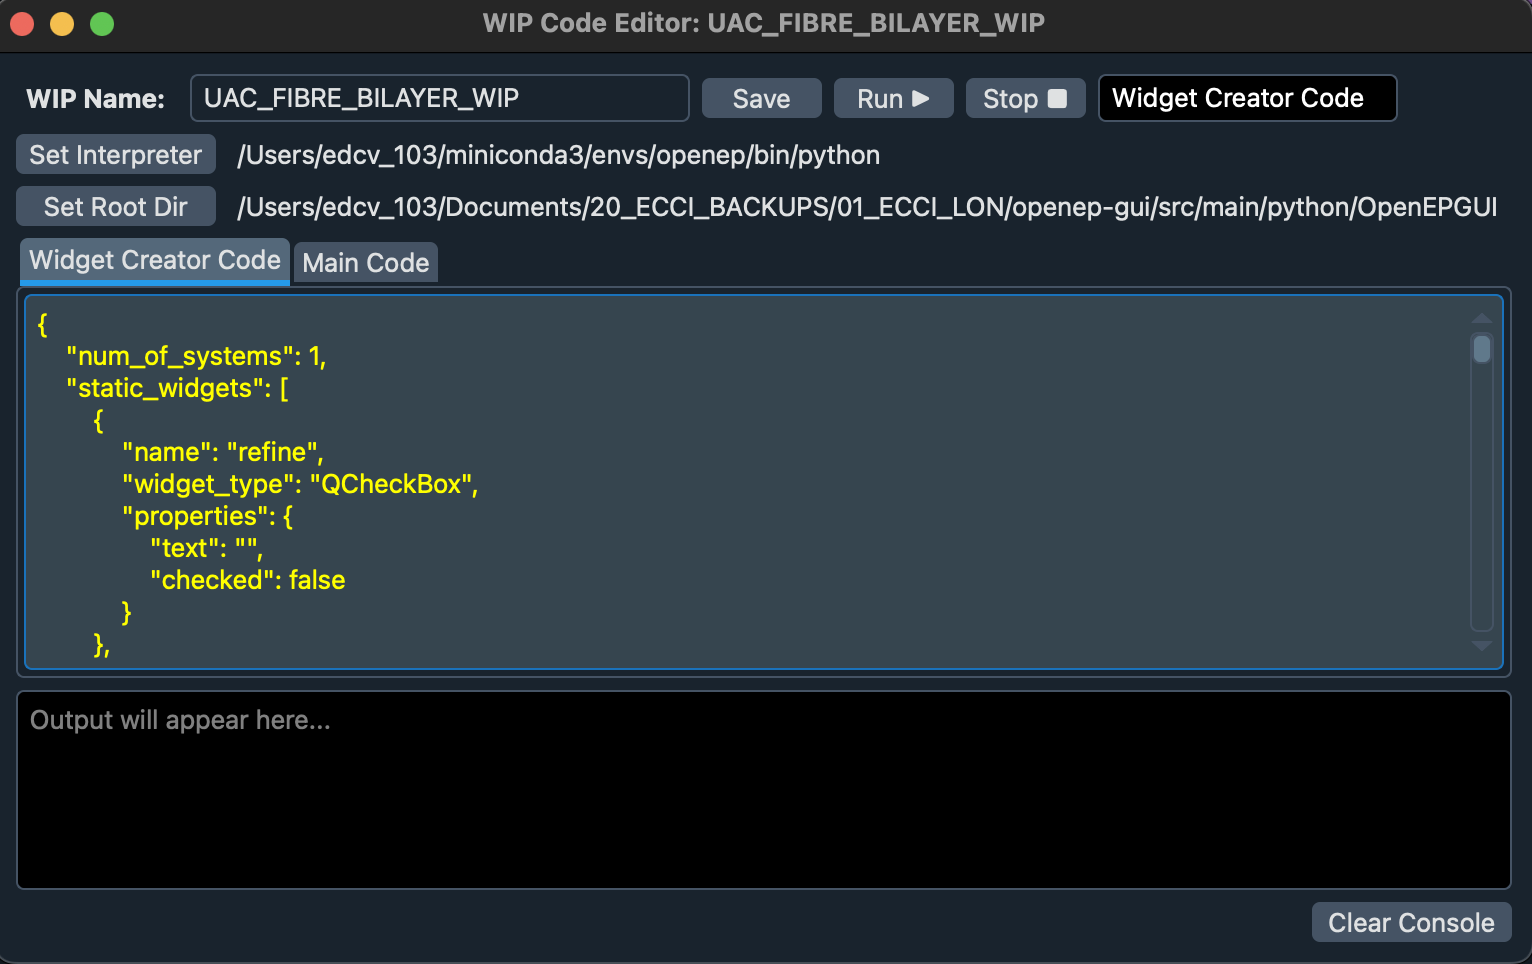 WIP Code Editor: UAC_FIBRE_BILAYER_WIP
WIP Name: UAC_FIBRE_BILAYER_WIP Save Run Stop Widget Creator Code
Set Interpreter /Users/edcv_103/miniconda3/envs/openep/bin/python
Set Root Dir /Users/edcv_103/Documents/20_ECCI_BACKUPS/01_ECCI_LON/openep-gui/src/main/python/OpenEPGUI
Widget Creator Code Main Code
{
"num_of_systems": 1,
"static_widgets": [
{
"name": "refine",
"widget_type": "QCheckBox",
"properties": {
"text": "",
"checked": false
}
},
Output will appear here...
Clear Console